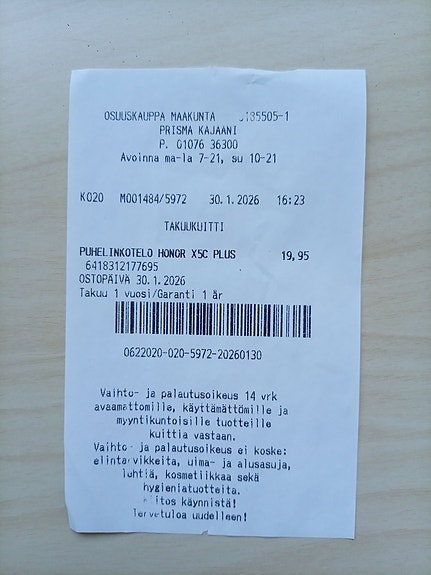 OSUUSKAUPPA MAAKUNTA 135505-1
PRISMA KAJAANI
P. 01076 36300
Avoinna ma-la 7-21, su 10-21
K020 M001484/5972 30.1.2026 16:23
TAKUUKUITTI
PUHELINKOTELO HONOR X5C PLUS 19,95
6418312177695
OSTOPÄIVÄ 30.1.2026
Takuu 1 vuosi/Garanti 1 år
0622020-020-5972-20260130
Vaihto- ja palautusoikeus 14 vrk
avaamattomille, käyttämättömille ja
myyntikuntoisille tuotteille
kuittia vastaan.
Vaihto- ja palautusoikeus ei koske:
elintarvikkeita, uima- ja alusasuja,
lehtiä, kosmetiikkaa sekä
hygieniatuotteita.
Kiitos käynnistä!
Tervetuloa uudelleen!